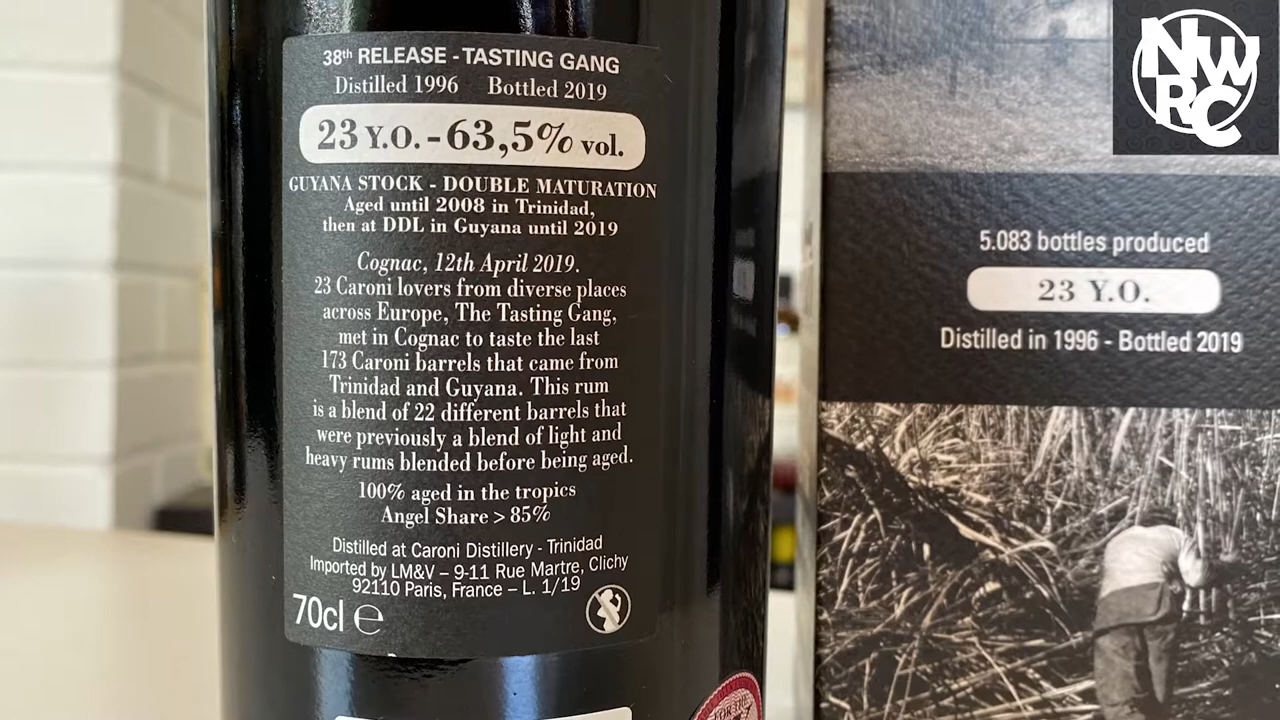 38th RELEASE - TASTING GANG
Distilled 1996 Bottled 2019
23 Y.O. - 63,5% vol.
GUYANA STOCK - DOUBLE MATURATION
Aged until 2008 in Trinidad,
then at DDL in Guyana until 2019
Cognac, 12th April 2019.
23 Caroni lovers from diverse places
across Europe, The Tasting Gang,
met in Cognac to taste the last
173 Caroni barrels that came from
Trinidad and Guyana. This rum
is a blend of 22 different barrels that
were previously a blend of light and
heavy rums blended before being aged.
100% aged in the tropics
Angel Share > 85%
Distilled at Caroni Distillery - Trinidad
Imported by LM&V – 9-11 Rue Martre, Clichy
92110 Paris, France – L. 1/19
70cl e
FOR THE
NW
RC
5.083 bottles produced
23 Y.O.
Distilled in 1996 - Bottled 2019